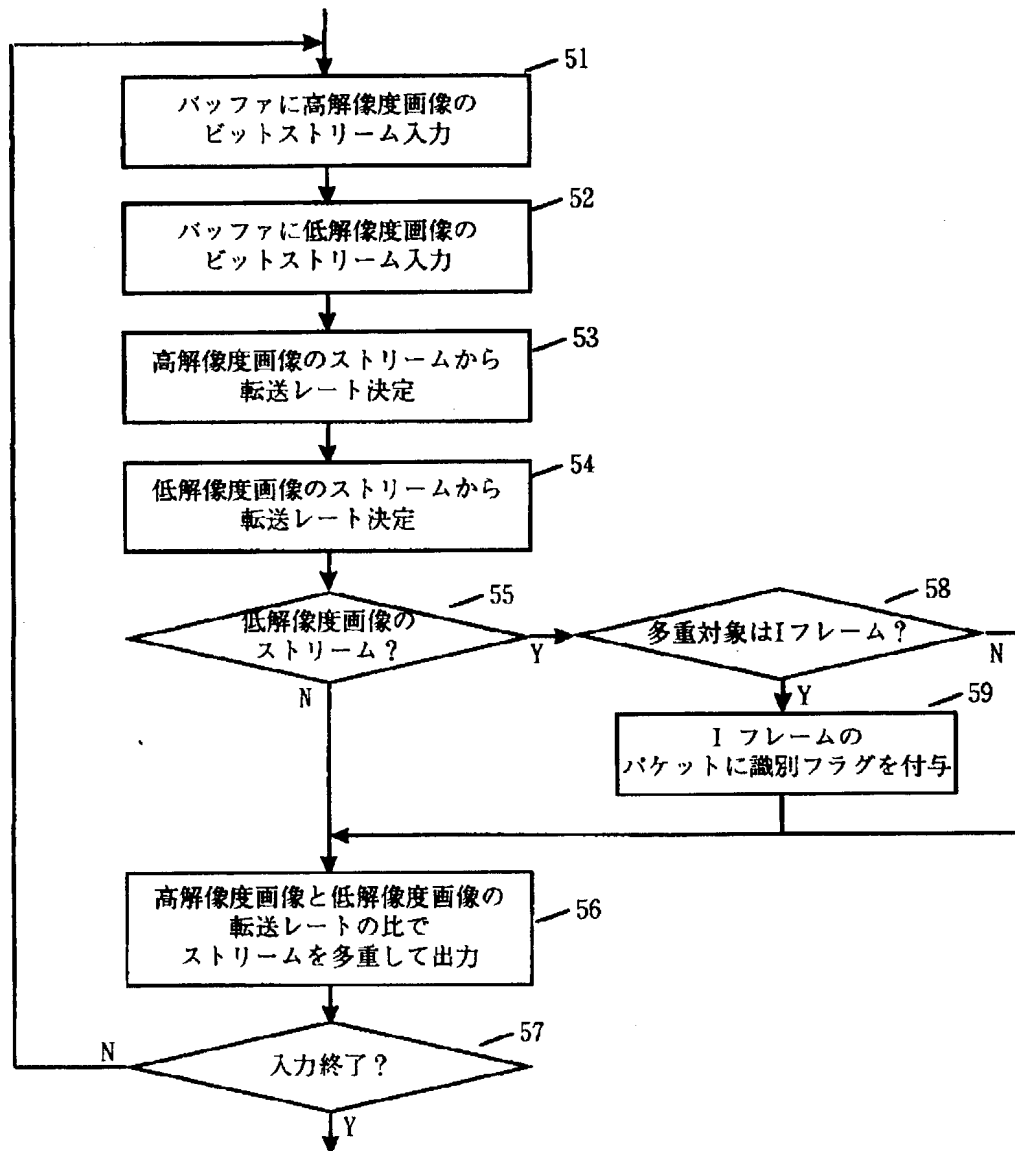 51
バッファに高解像度画像の
ビットストリーム入力
52
バッファに低解像度画像の
ビットストリーム入力
53
高解像度画像のストリームから
転送レート決定
54
低解像度画像のストリームから
転送レート決定
55
低解像度画像の
ストリーム?
Y
N
58
多重対象はIフレーム?
N
Y
59
I フレームの
パケットに識別フラグを付与
56
高解像度画像と低解像度画像の
転送レートの比で
ストリームを多重して出力
57
入力終了?
N
Y